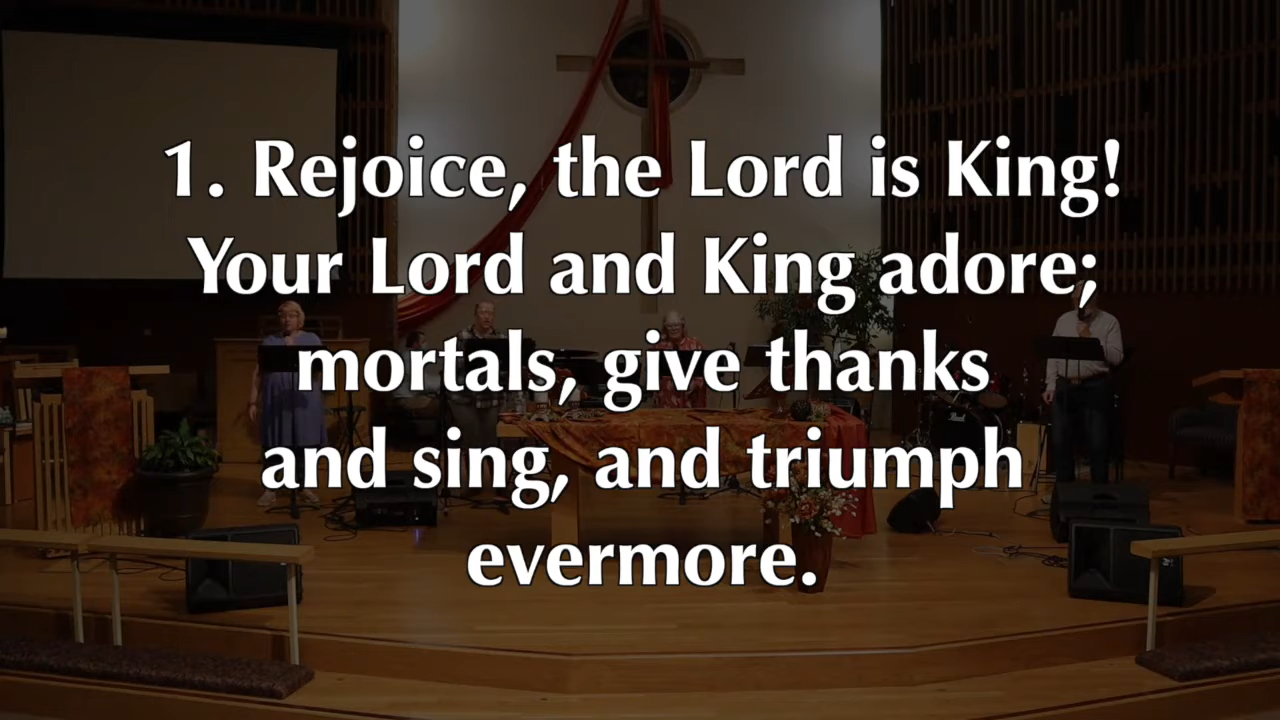 1. Rejoice, the Lord is King!
Your Lord and King adore;
mortals, give thanks
and sing, and triumph
evermore.